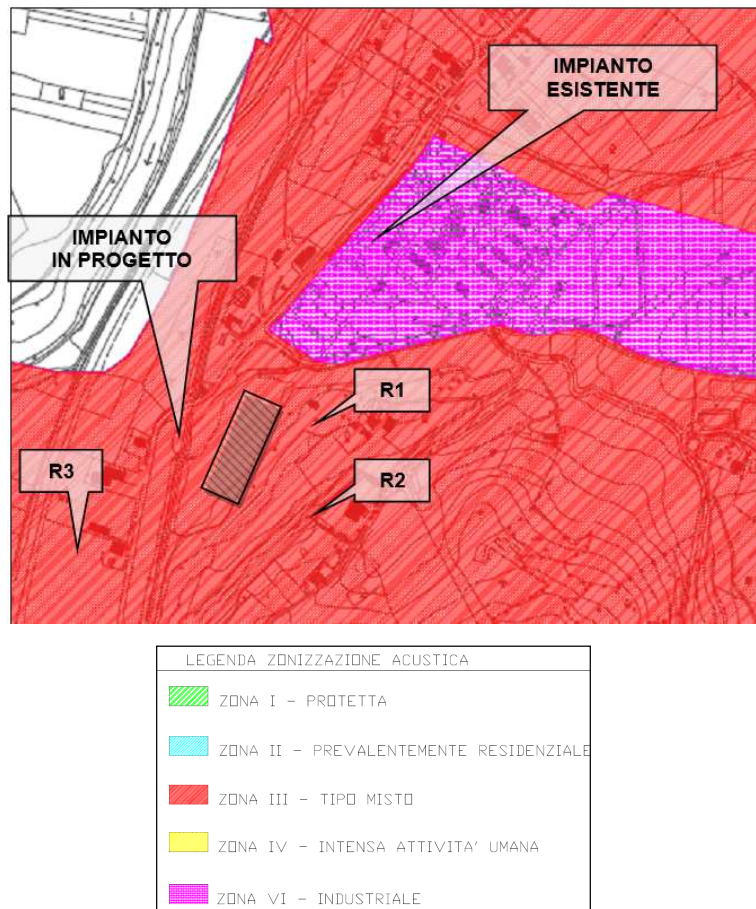 IMPIANTO
ESISTENTE
IMPIANTO
IN PROGETTO
R1
R3
R2
LEGENDA ZONIZZAZIONE ACUSTICA
ZONA I - PROTETTA
ZONA II - PREVALENTEMENTE RESIDENZIALE
ZONA III - TIPO MISTO
ZONA IV - INTENSA ATTIVITA' UMANA
ZONA VI - INDUSTRIALE